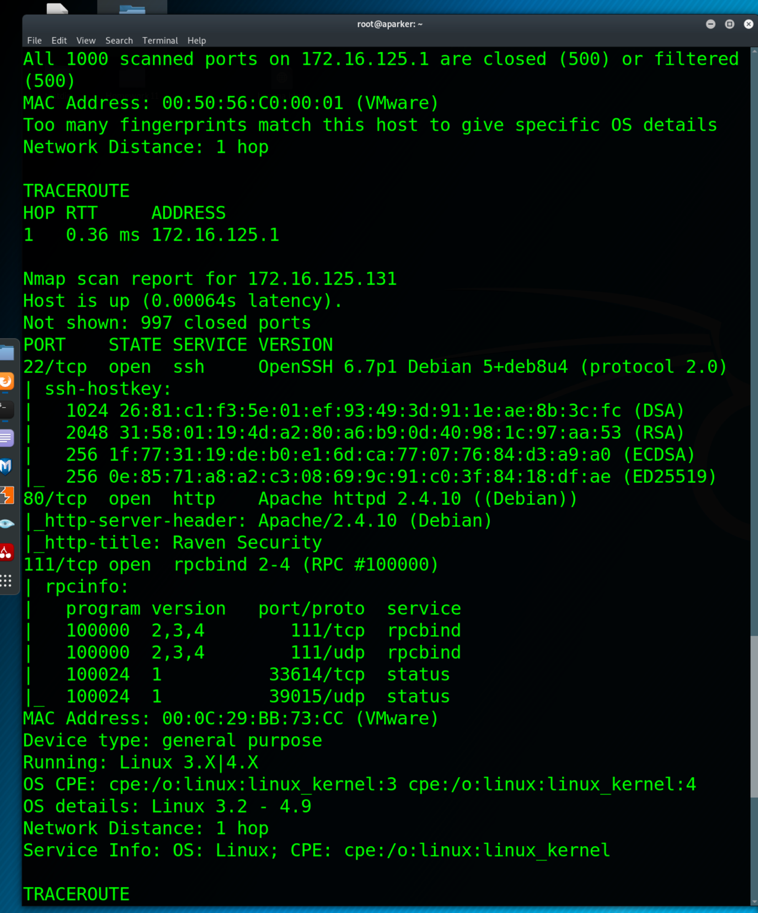 root@aparker: ~
File Edit View Search Terminal Help
All 1000 scanned ports on 172.16.125.1 are closed (500) or filtered
(500)
MAC Address: 00:50:56:C0:00:01 (VMware)
Too many fingerprints match this host to give specific OS details
Network Distance: 1 hop

TRACEROUTE
HOP RTT     ADDRESS
1   0.36 ms 172.16.125.1

Nmap scan report for 172.16.125.131
Host is up (0.00064s latency).
Not shown: 997 closed ports
PORT    STATE SERVICE VERSION
22/tcp  open  ssh     OpenSSH 6.7p1 Debian 5+deb8u4 (protocol 2.0)
| ssh-hostkey:
|   1024 26:81:c1:f3:5e:01:ef:93:49:3d:91:1e:ae:8b:3c:fc (DSA)
|   2048 31:58:01:19:4d:a2:80:a6:b9:0d:40:98:1c:97:aa:53 (RSA)
|   256 1f:77:31:19:de:b0:e1:6d:ca:77:07:76:84:d3:a9:a0 (ECDSA)
|_  256 0e:85:71:a8:a2:c3:08:69:9c:91:c0:3f:84:18:df:ae (ED25519)
80/tcp  open  http    Apache httpd 2.4.10 ((Debian))
|_http-server-header: Apache/2.4.10 (Debian)
|_http-title: Raven Security
111/tcp open  rpcbind 2-4 (RPC #100000)
| rpcinfo:
|   program version   port/proto  service
|   100000  2,3,4        111/tcp  rpcbind
|   100000  2,3,4        111/udp  rpcbind
|   100024  1          33614/tcp  status
|_  100024  1          39015/udp  status
MAC Address: 00:0C:29:BB:73:CC (VMware)
Device type: general purpose
Running: Linux 3.X|4.X
OS CPE: cpe:/o:linux:linux_kernel:3 cpe:/o:linux:linux_kernel:4
OS details: Linux 3.2 - 4.9
Network Distance: 1 hop
Service Info: OS: Linux; CPE: cpe:/o:linux:linux_kernel

TRACEROUTE